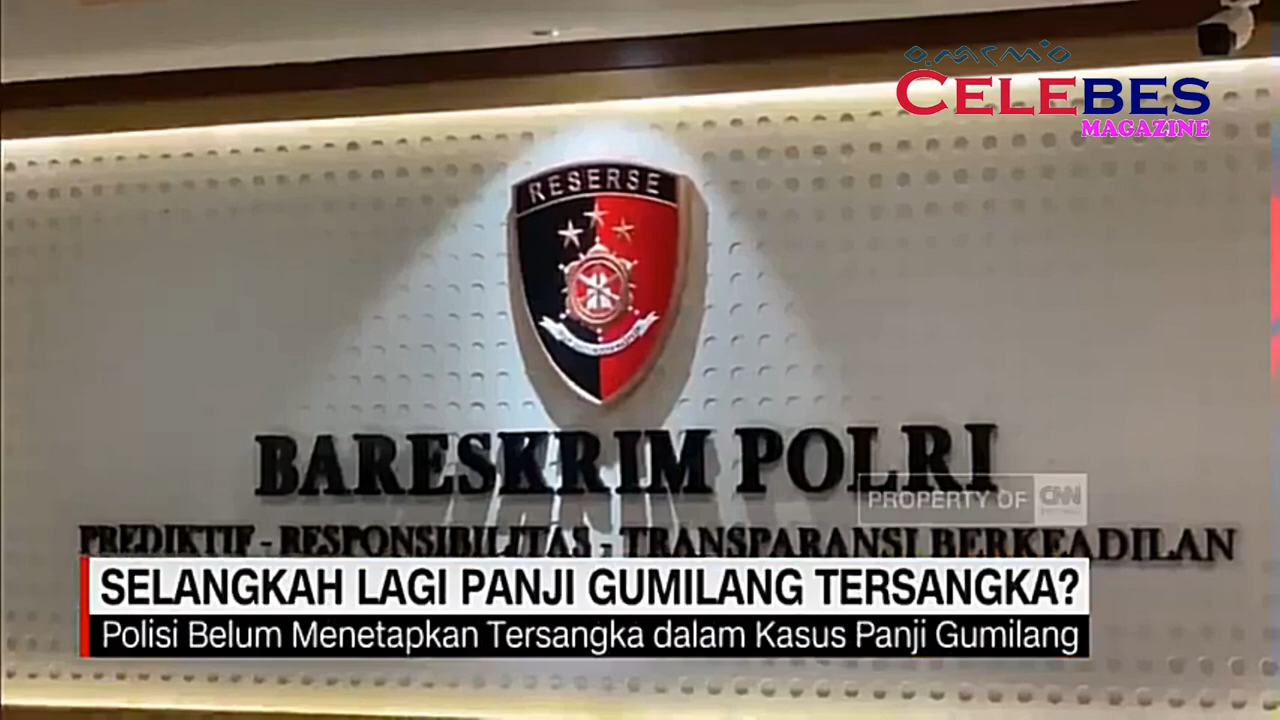 CELEBES
MAGAZINE
RESERSE
BARESKRIM POLRI
PROPERTY OF CNN
PREDIKTIF - RESPONSIBILITAS - TRANSPARANSI BERKEADILAN
SELANGKAH LAGI PANJI GUMILANG TERSANGKA?
Polisi Belum Menetapkan Tersangka dalam Kasus Panji Gumilang